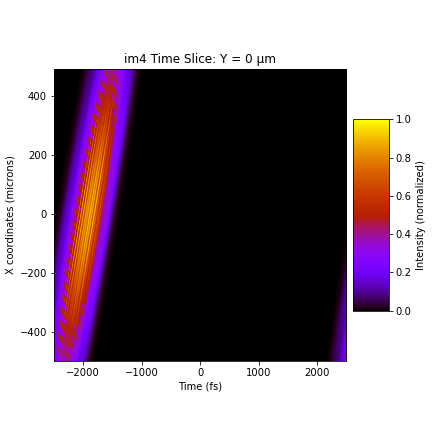 im4 Time Slice: Y = 0 μm
400
200
0
−200
−400
X coordinates (microns)
−2000 −1000 0 1000 2000
Time (fs)
1.0
0.8
0.6
0.4
0.2
0.0
Intensity (normalized)